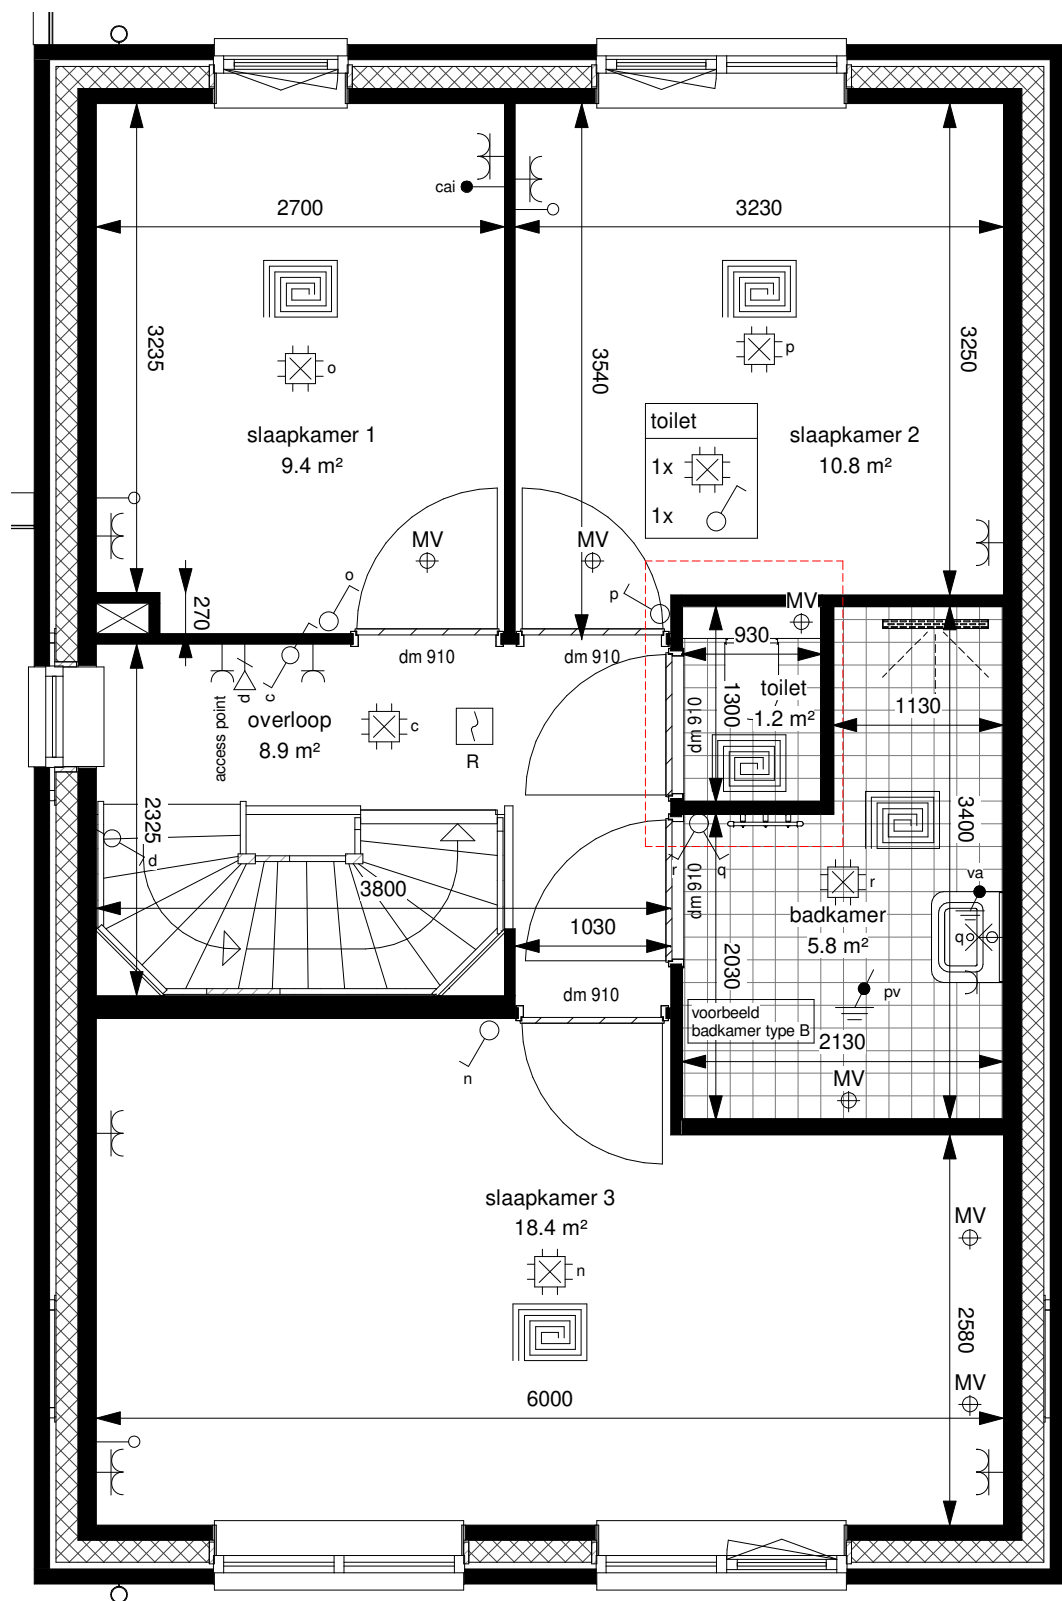 cai
2700
3230
3235
3540
3250
o
p
toilet
1x
1x
slaapkamer 1
9.4 m²
slaapkamer 2
10.8 m²
MV
MV
o
p
MV
270
dm 910
dm 910
930
1300
toilet
1.2 m²
dm 910
1130
access point
d
c
overloop
8.9 m²
c
R
2325
d
3800
1030
dm 910
r
q
dm 910
3400
va
r
badkamer
5.8 m²
q
2030
pv
voorbeeld
badkamer type B
2130
MV
n
slaapkamer 3
18.4 m²
n
MV
2580
MV
6000